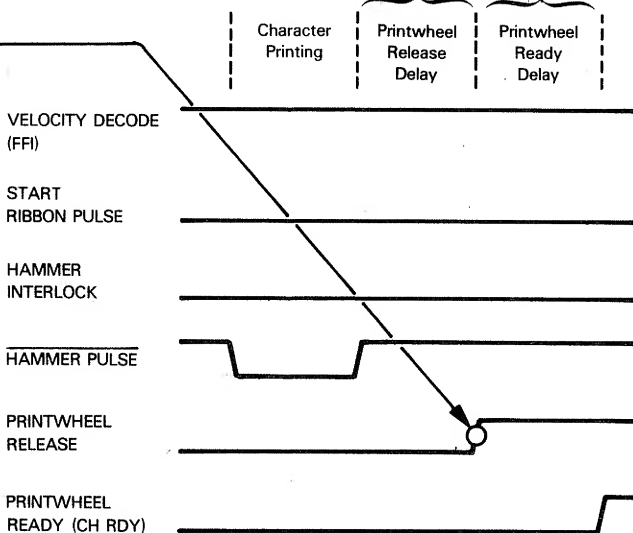 Character
Printing
Printwheel
Release
Delay
Printwheel
Ready
Delay
VELOCITY DECODE
(FFI)
START
RIBBON PULSE
HAMMER
INTERLOCK
HAMMER PULSE
PRINTWHEEL
RELEASE
PRINTWHEEL
READY (CH RDY)